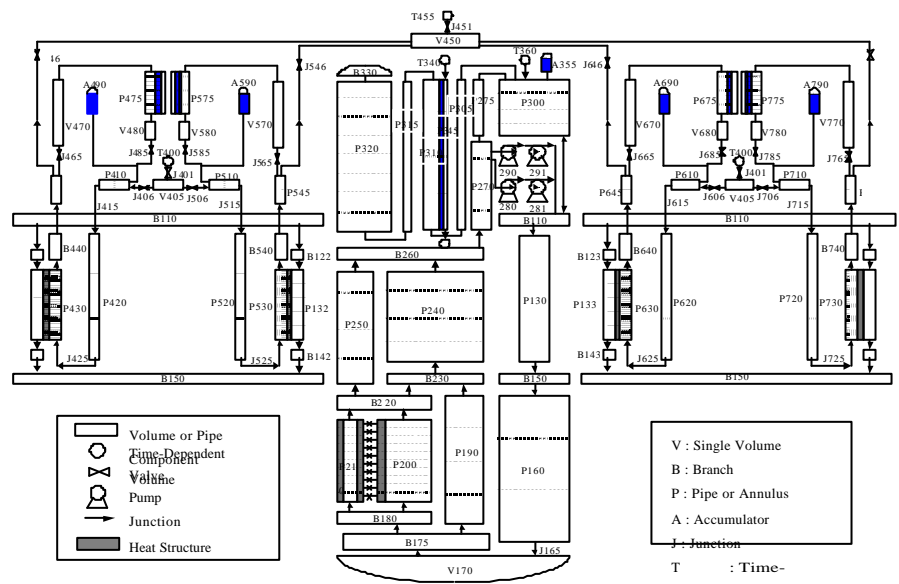 T455
J451
V450
46
J546
B330
T340
T360
A355
J646
A490
P475
A590
P575
P315
P31
45
P305
P275
P300
A690
P675
A790
P775
V470
V480
V580
V570
P320
V670
V680
V780
V770
J465
J485
T400
J585
J565
290
291
J665
J685
T400
J785
J76
P410
J401
P510
P270
P610
J401
P710
J406
V405
J506
P545
280
281
P645
J606
V405
J706
J415
J515
J615
J715
B110
B110
B110
B440
B540
B122
B260
B123
B640
B740
P430
P420
P520
P530
P132
P250
P240
P130
P133
P630
P620
P720
P730
J425
J525
B142
B143
J625
J725
B150
B230
B150
B150
B2 20
P21
P200
P190
P160
B180
B175
J165
V170
Volume or Pipe
Time-Dependent
Component
Valve
Volume
Pump
Junction
Heat Structure
V : Single Volume
B : Branch
P : Pipe or Annulus
A : Accumulator
J : Junction
T : Time-